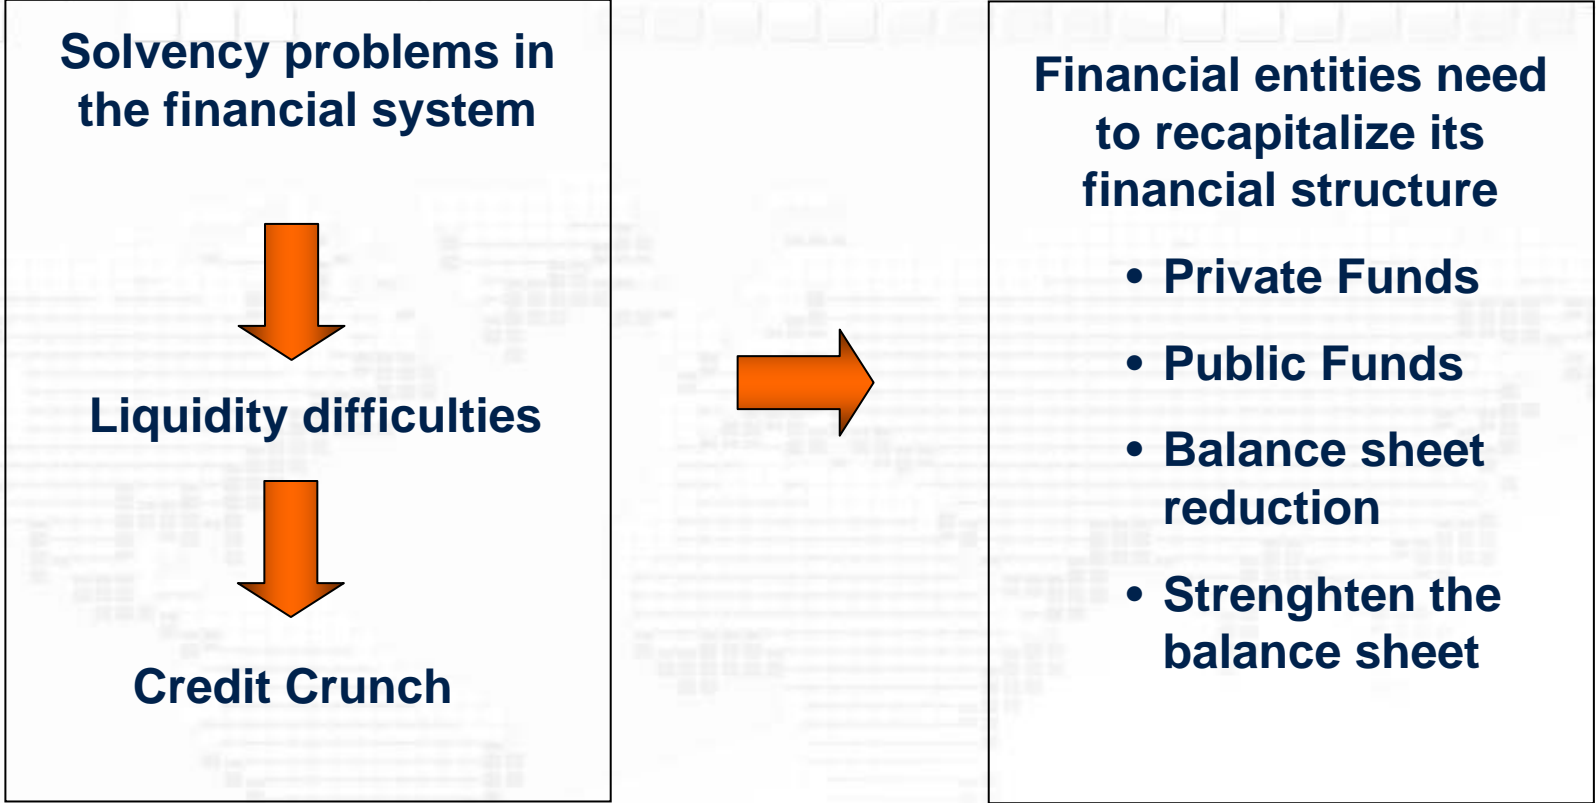 Solvency problems in
the financial system
Liquidity difficulties
Credit Crunch
Financial entities need
to recapitalize its
financial structure
• Private Funds
• Public Funds
• Balance sheet
reduction
• Strenghten the
balance sheet